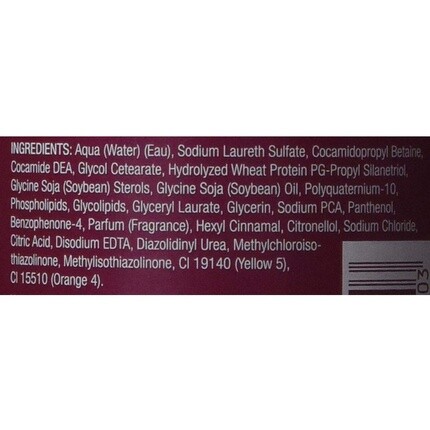 INGREDIENTS: Aqua (Water) (Eau), Sodium Laureth Sulfate, Cocamidopropyl Betaine,
Cocamide DEA, Glycol Cetearate, Hydrolyzed Wheat Protein PG-Propyl Silanetriol,
Glycine Soja (Soybean) Sterols, Glycine Soja (Soybean) Oil, Polyquaternium-10,
Phospholipids, Glycolipids, Glyceryl Laurate, Glycerin, Sodium PCA, Panthenol,
Benzophenone-4, Parfum (Fragrance), Hexyl Cinnamal, Citronellol, Sodium Chloride,
Citric Acid, Disodium EDTA, Diazolidinyl Urea, Methylchloroiso-
thiazolinone, Methylisothiazolinone, CI 19140 (Yellow 5),
CI 15510 (Orange 4).
03